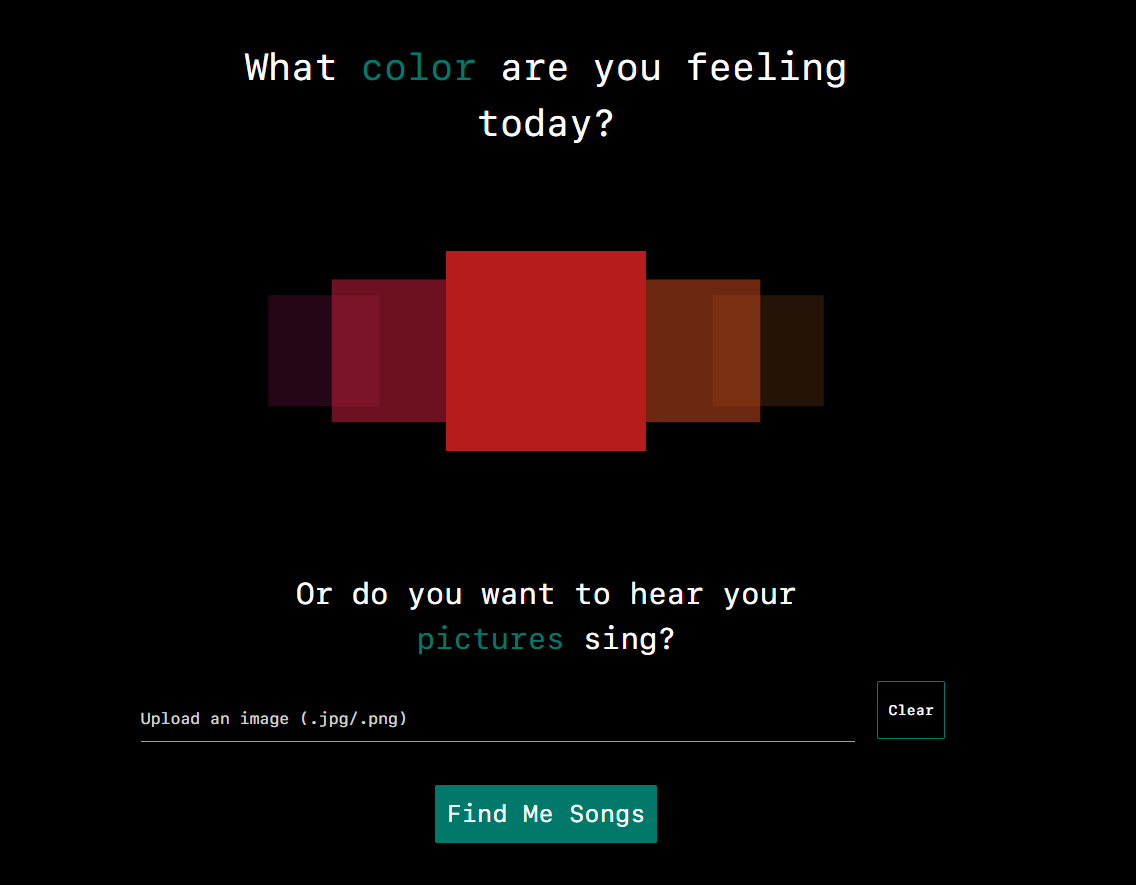 What color are you feeling
today?
Or do you want to hear your
pictures sing?
Upload an image (.jpg/.png)
Clear
Find Me Songs